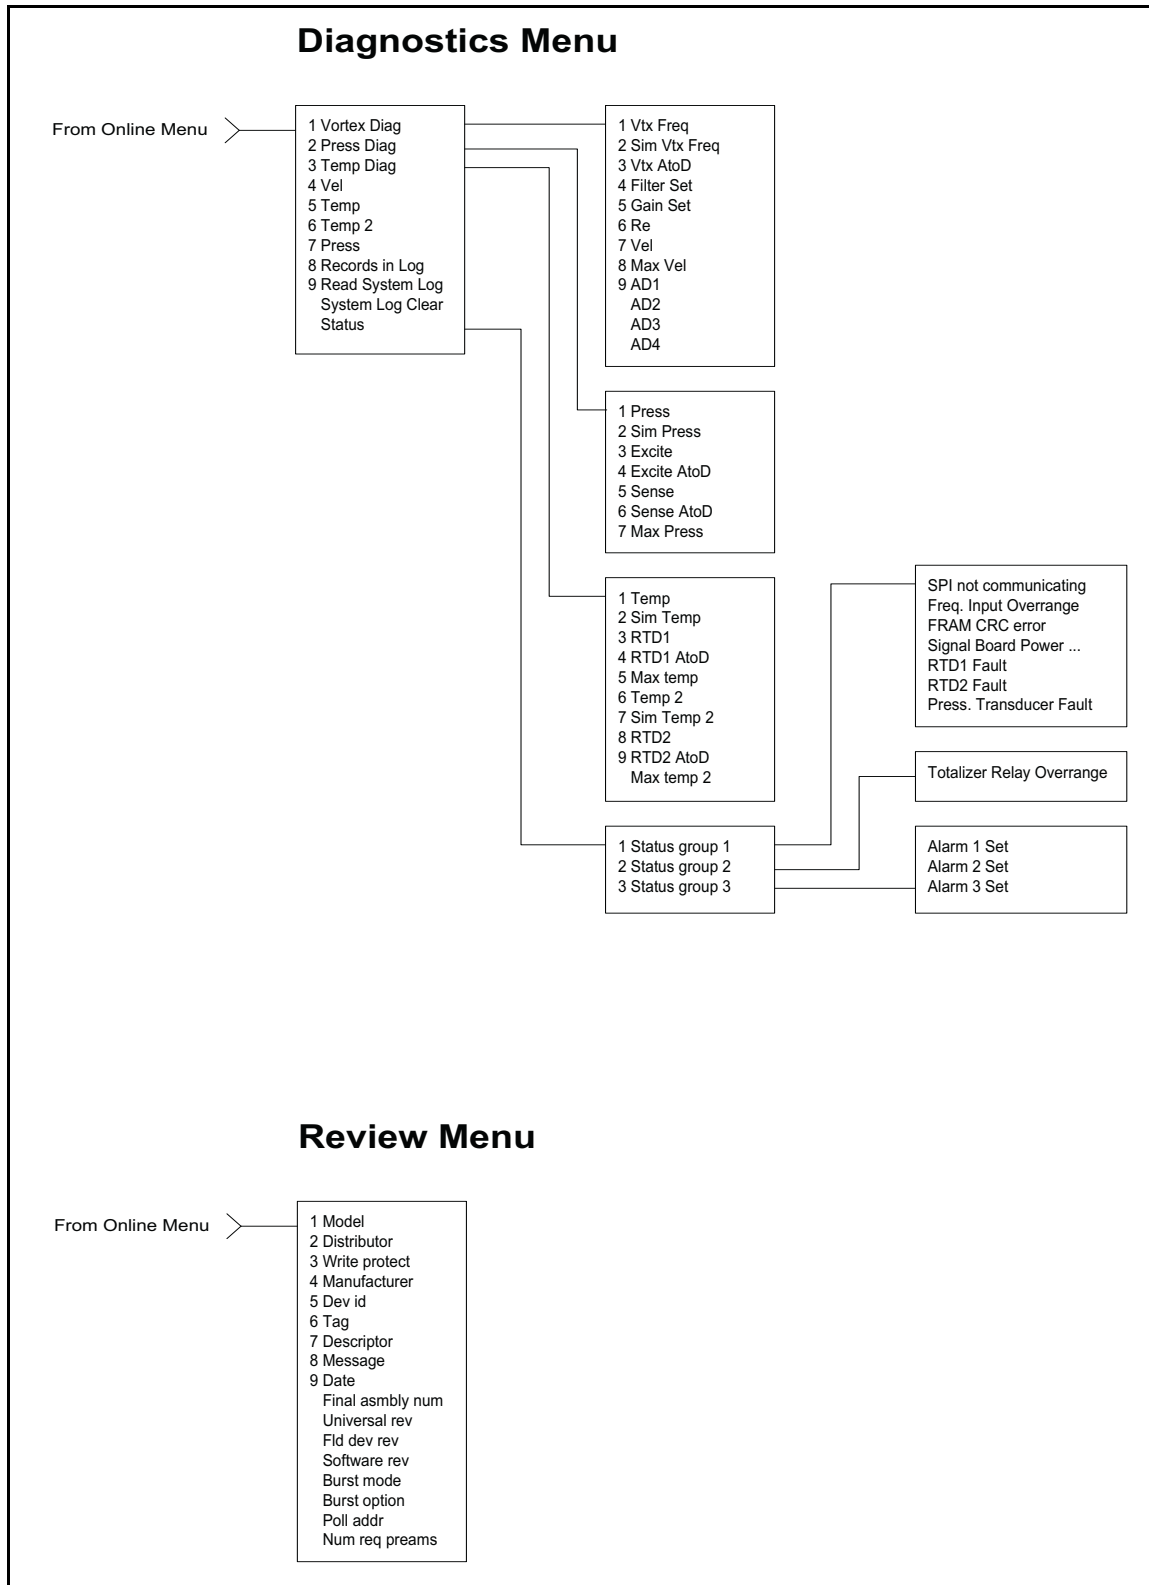 Diagnostics Menu
From Online Menu
1 Vortex Diag
2 Press Diag
3 Temp Diag
4 Vel
5 Temp
6 Temp 2
7 Press
8 Records in Log
9 Read System Log
System Log Clear
Status
1 Vtx Freq
2 Sim Vtx Freq
3 Vtx AtoD
4 Filter Set
5 Gain Set
6 Re
7 Vel
8 Max Vel
9 AD1
AD2
AD3
AD4
1 Press
2 Sim Press
3 Excite
4 Excite AtoD
5 Sense
6 Sense AtoD
7 Max Press
1 Temp
2 Sim Temp
3 RTD1
4 RTD1 AtoD
5 Max temp
6 Temp 2
7 Sim Temp 2
8 RTD2
9 RTD2 AtoD
Max temp 2
1 Status group 1
2 Status group 2
3 Status group 3
SPI not communicating
Freq. Input Overrange
FRAM CRC error
Signal Board Power ...
RTD1 Fault
RTD2 Fault
Press. Transducer Fault
Totalizer Relay Overrange
Alarm 1 Set
Alarm 2 Set
Alarm 3 Set
Review Menu
From Online Menu
1 Model
2 Distributor
3 Write protect
4 Manufacturer
5 Dev id
6 Tag
7 Descriptor
8 Message
9 Date
Final asmbly num
Universal rev
Fld dev rev
Software rev
Burst mode
Burst option
Poll addr
Num req preams